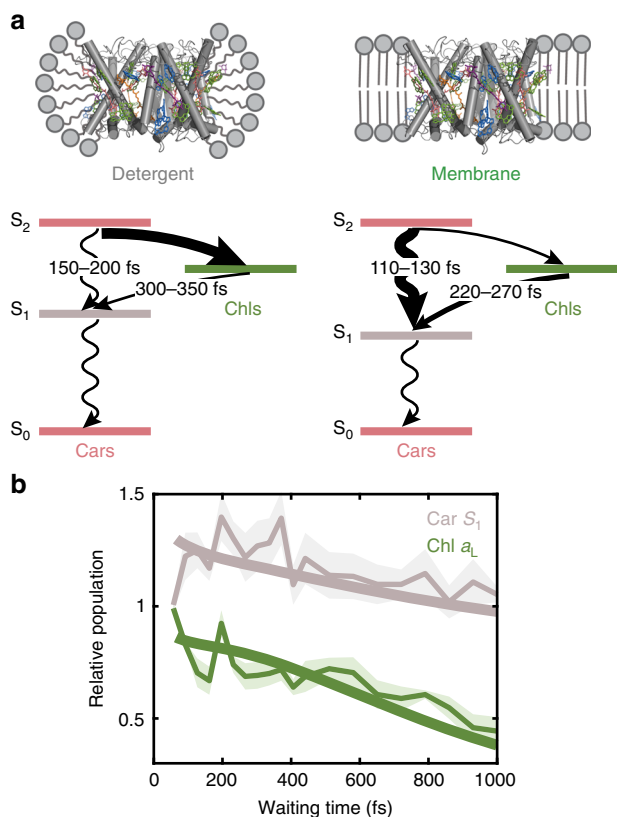 a
Detergent
Membrane
S2
150–200 fs
300–350 fs
Chls
S1
S0
Cars
S2
110–130 fs
220–270 fs
Chls
S1
S0
Cars
b
1.5
1
0.5
Relative population
Car S1
Chl aL
0 200 400 600 800 1000
Waiting time (fs)